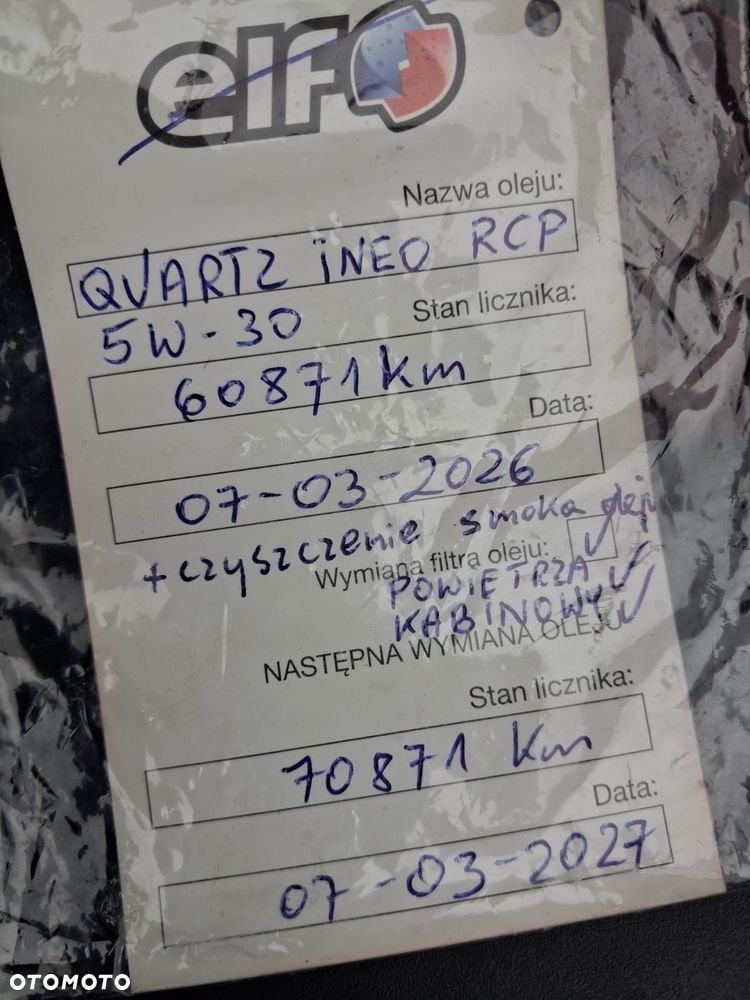 elf
Nazwa oleju:
QUARTZ iNEO RCP
5W-30
Stan licznika:
60871 km
Data:
07-03-2026
+ czyszczenie smoka oleju
Wymiana filtra oleju: ✓
POWIETRZA ✓
KABINOWY ✓
NASTĘPNA WYMIANA OLEJU
Stan licznika:
70871 km
Data:
07-03-2027
OTOMOTO